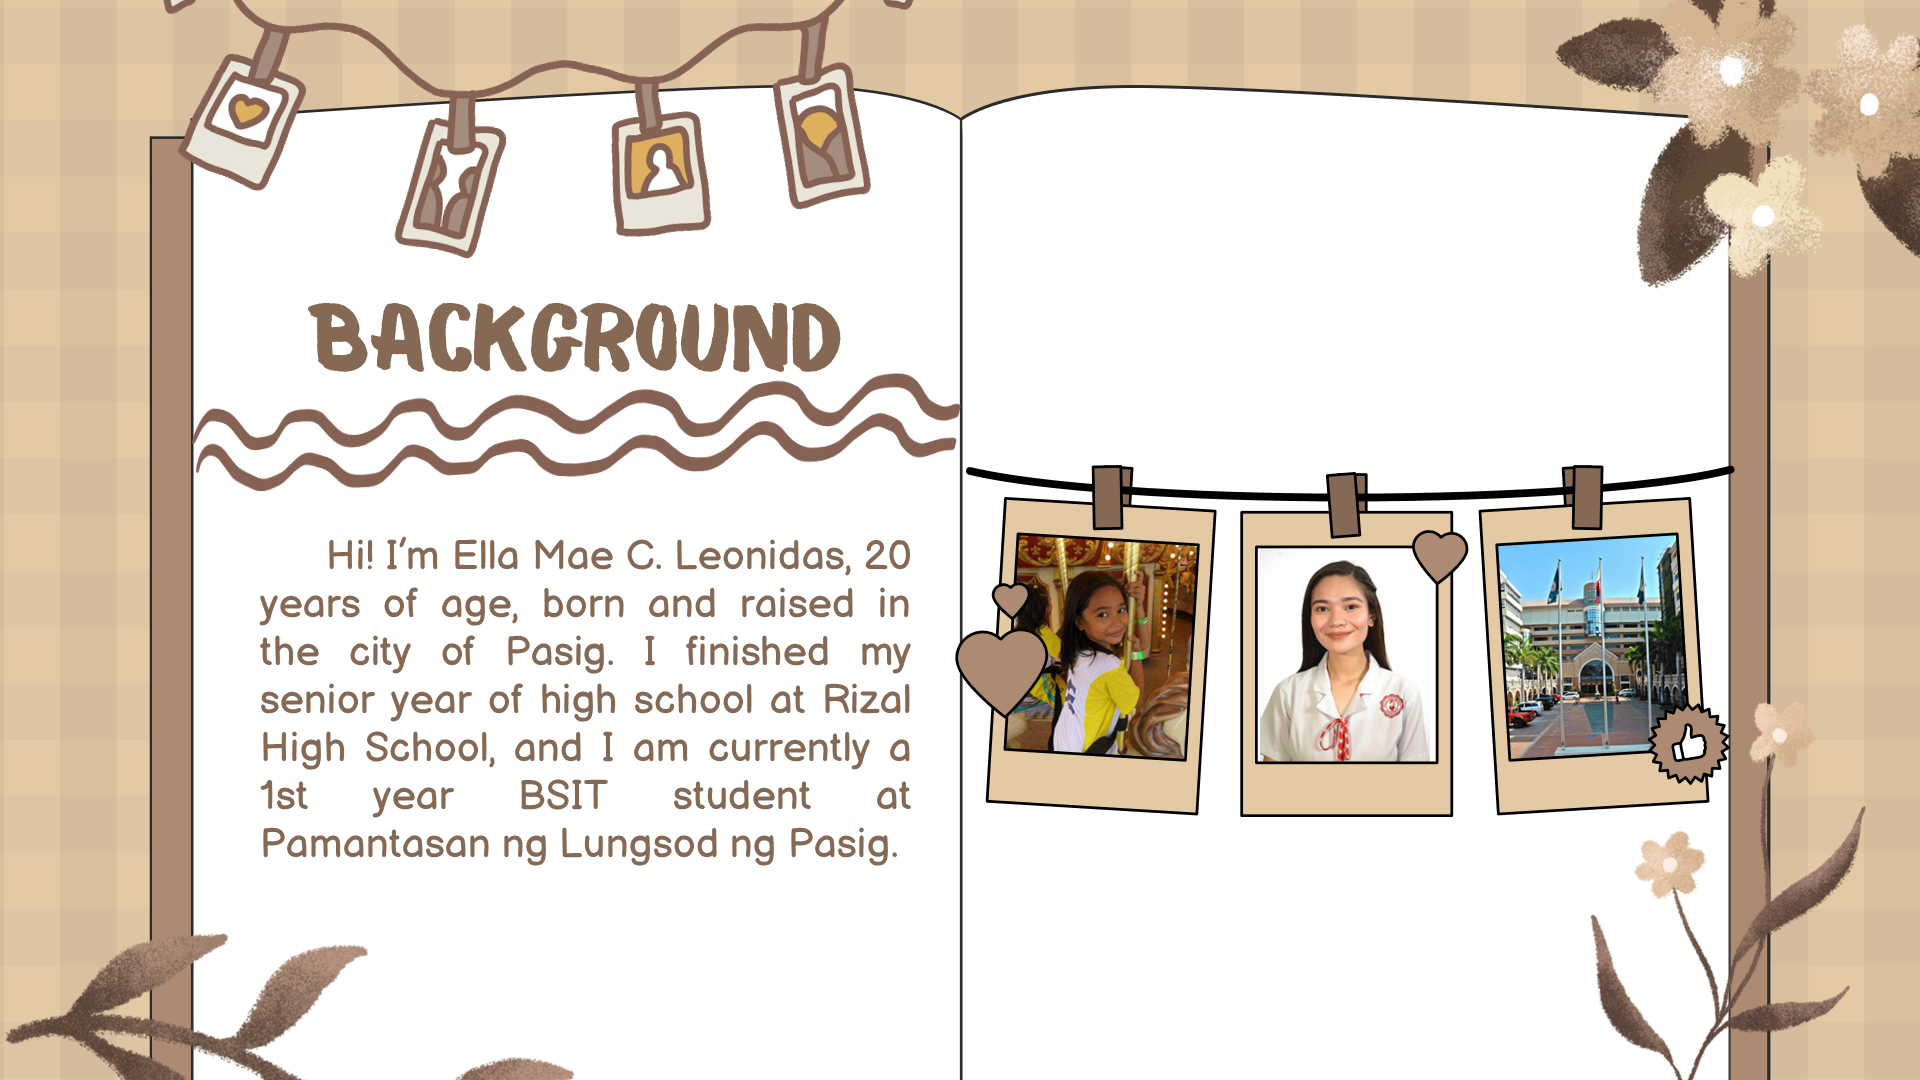 BACKGROUND
Hi! I'm Ella Mae C. Leonidas, 20
years of age, born and raised in
the city of Pasig. I finished my
senior year of high school at Rizal
High School, and I am currently a
1st year BSIT student at
Pamantasan ng Lungsod ng Pasig.